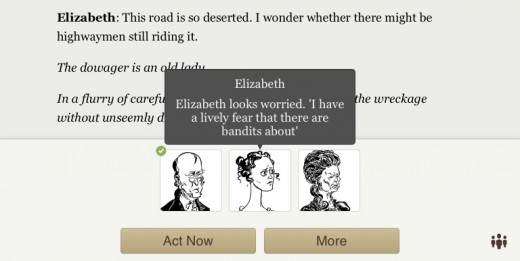 Elizabeth: This road is so deserted. I wonder whether there might be
highwaymen still riding it.
The dowager is an old lady
In a flurry of carefu the wreckage
without unseemly d
Elizabeth
Elizabeth looks worried. 'I have
a lively fear that there are
bandits about'
Act Now
More